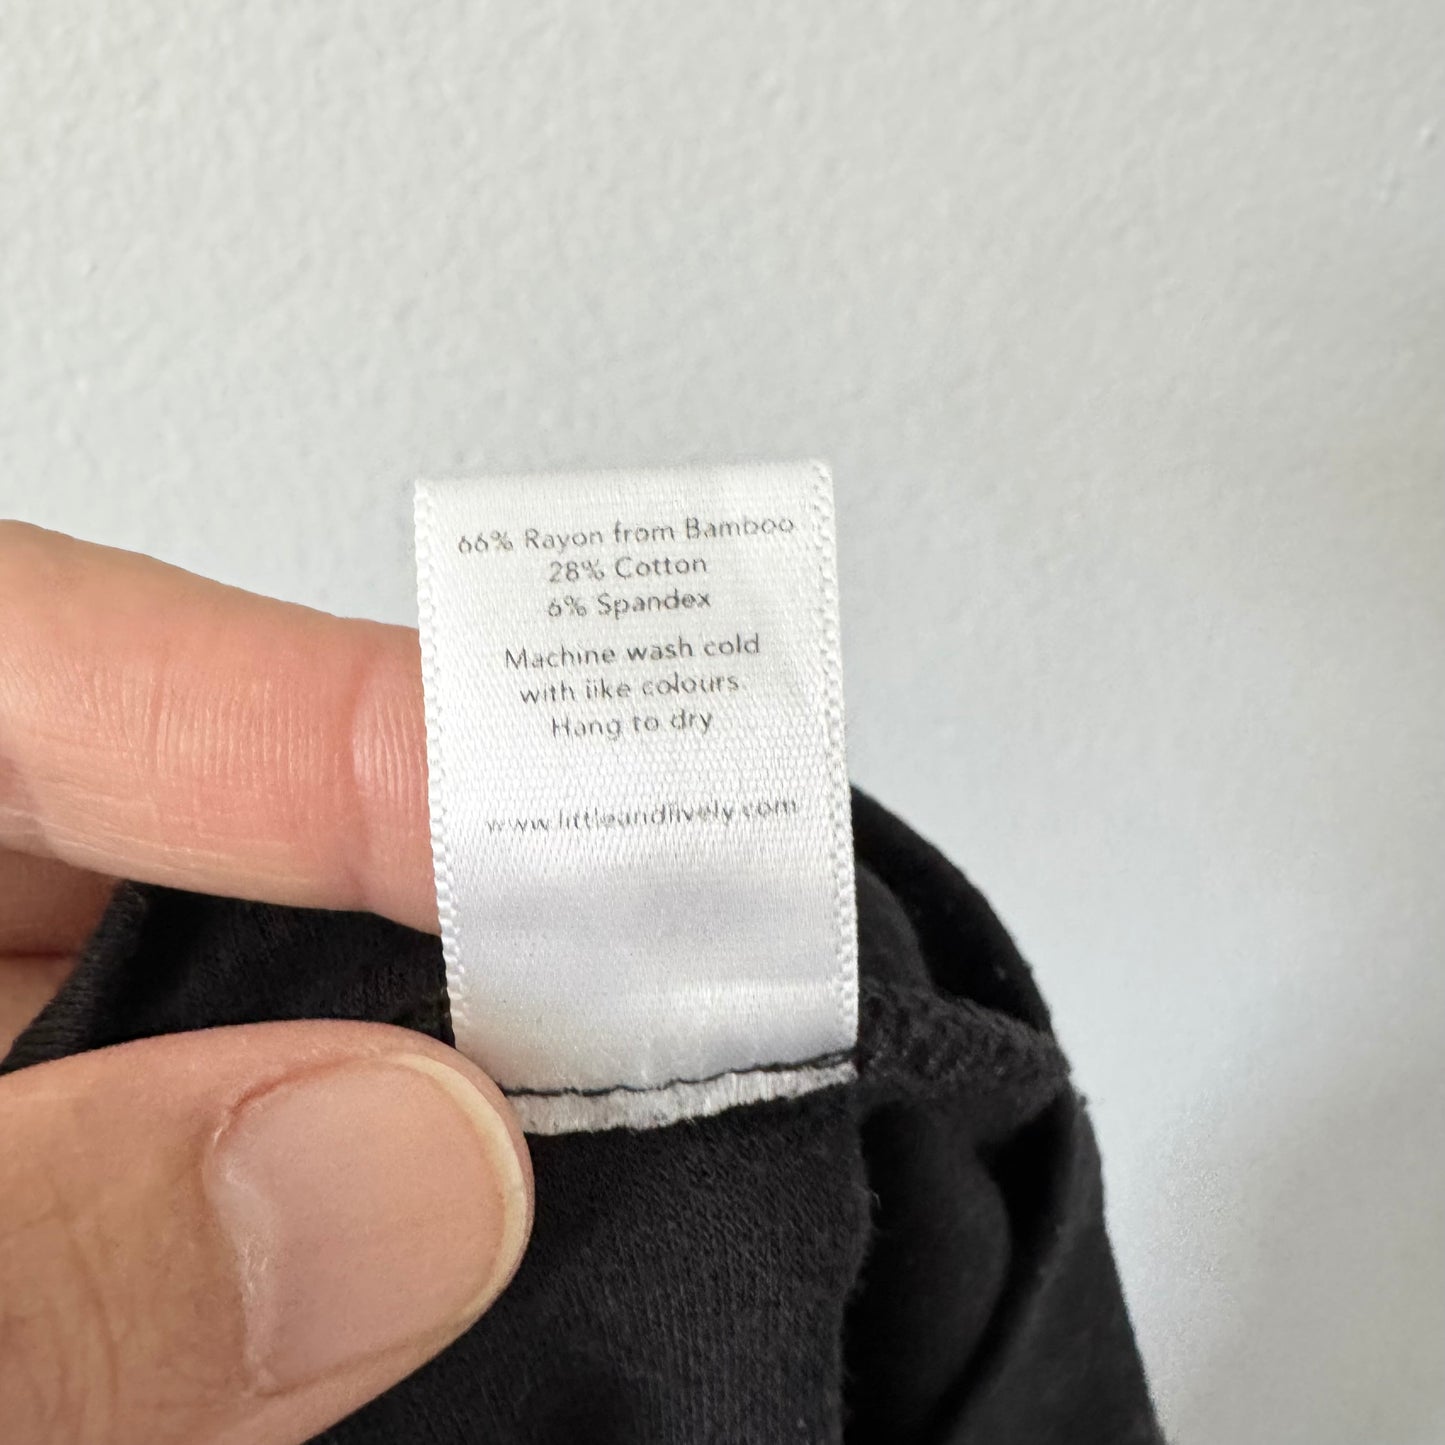 66% Rayon from Bamboo
28% Cotton
6% Spandex
Machine wash cold
with like colours.
Hang to dry
www.littleandlively.com